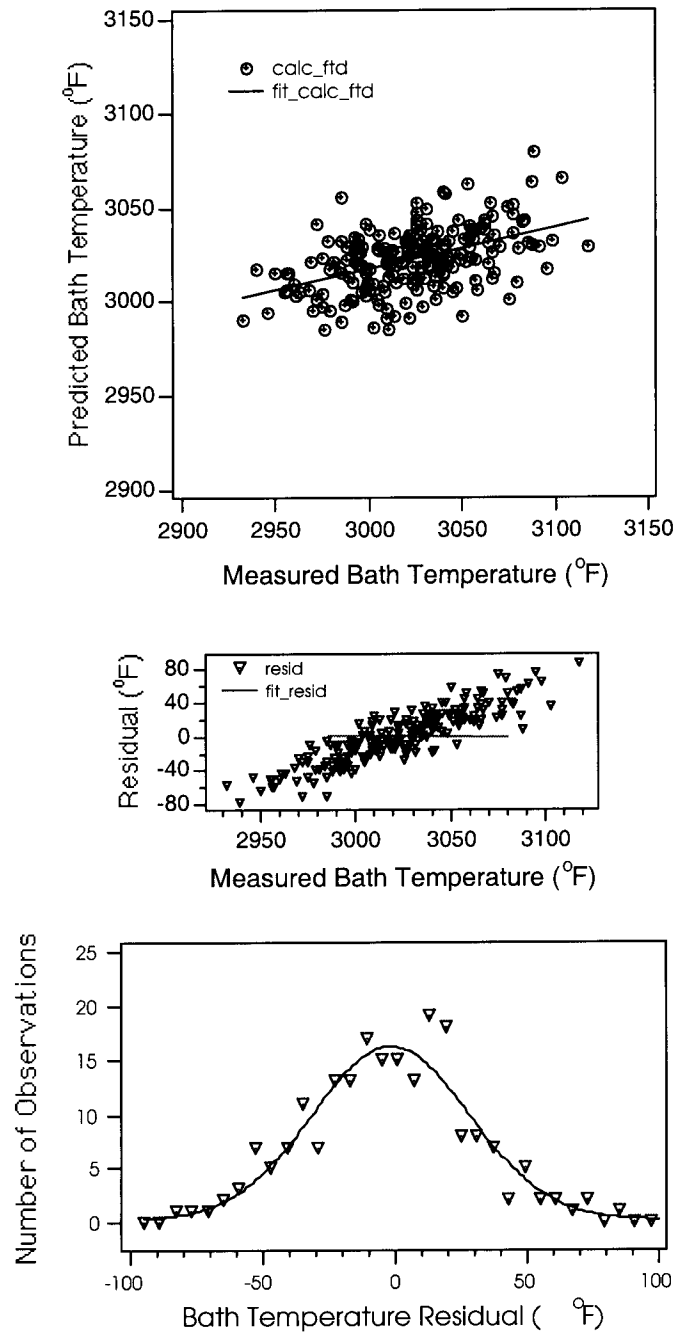 3150
3100
3050
3000
2950
2900
Predicted Bath Temperature (°F)
calc_ftd
fit_calc_ftd
2900 2950 3000 3050 3100 3150
Measured Bath Temperature (°F)
80
40
0
-40
-80
Residual (°F)
resid
fit_resid
2950 3000 3050 3100
Measured Bath Temperature (°F)
25
20
15
10
5
0
Number of Observations
-100 -50 0 50 100
Bath Temperature Residual ( °F)